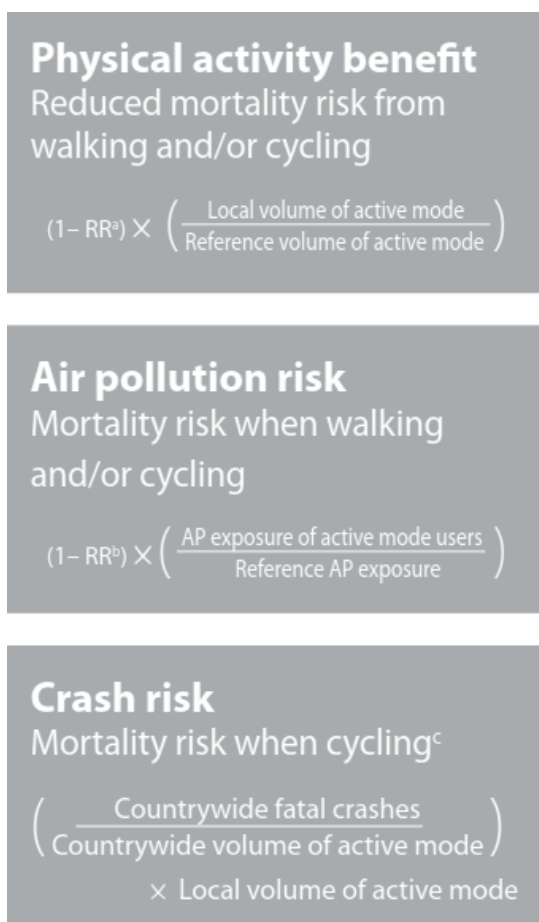 Physical activity benefit
Reduced mortality risk from
walking and/or cycling
(1– RRᵃ) × ( Local volume of active mode
Reference volume of active mode )
Air pollution risk
Mortality risk when walking
and/or cycling
(1– RRᵇ) × ( AP exposure of active mode users
Reference AP exposure )
Crash risk
Mortality risk when cyclingᶜ
( Countrywide fatal crashes
Countrywide volume of active mode )
× Local volume of active mode